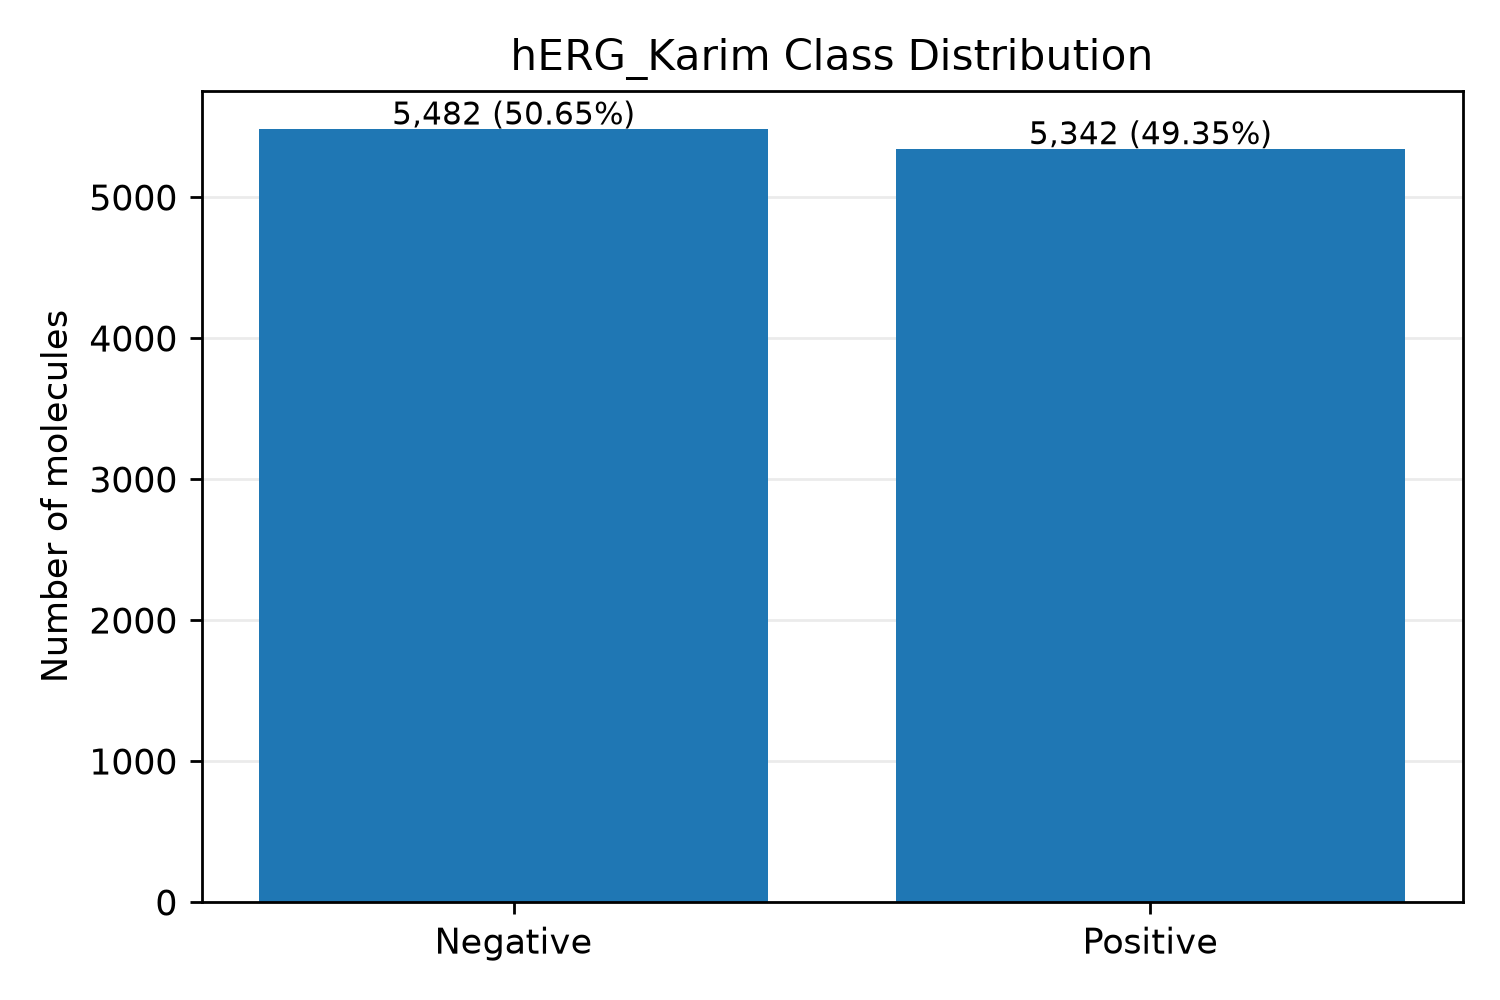 hERG_Karim Class Distribution
5,482 (50.65%)
5,342 (49.35%)
Number of molecules
5000
4000
3000
2000
1000
0
Negative
Positive